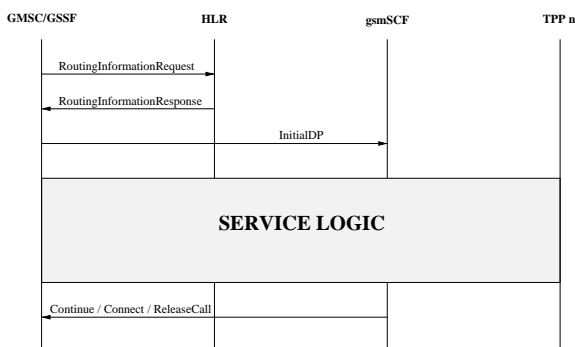 GMSC/GSSF HLR gsmSCF TPP n
RoutingInformationRequest
RoutingInformationResponse
InitialDP
SERVICE LOGIC
Continue / Connect / ReleaseCall